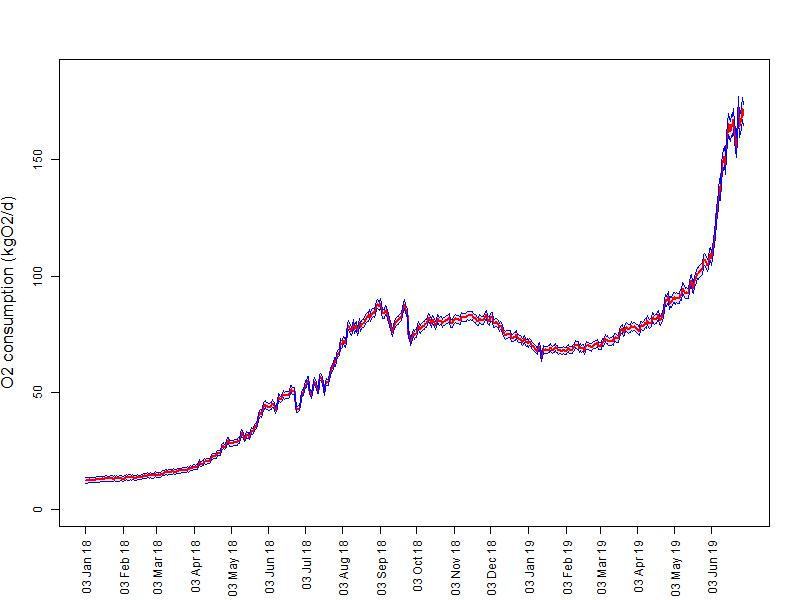 O2 consumption (kgO2/d)
150
100
50
0
03 Jan 18
03 Feb 18
03 Mar 18
03 Apr 18
03 May 18
03 Jun 18
03 Jul 18
03 Aug 18
03 Sep 18
03 Oct 18
03 Nov 18
03 Dec 18
03 Jan 19
03 Feb 19
03 Mar 19
03 Apr 19
03 May 19
03 Jun 19